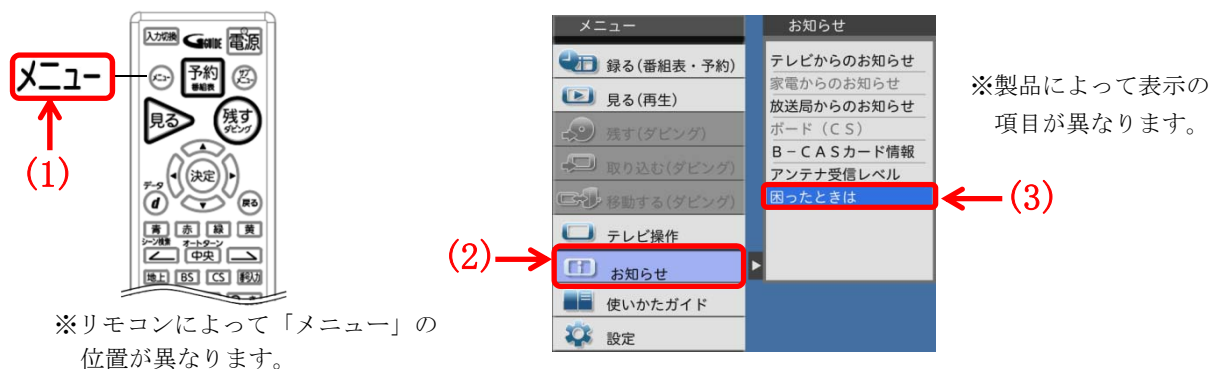 入力切換
G GUIDE
電源
メニュー
メニュー
予約
番組表
見る
残す
ダビング
決定
データ
d
戻る
青
赤
緑
黄
シーン検索
オートターン
中央
地上
BS
CS
(1)
※リモコンによって「メニュー」の
位置が異なります。
メニュー
録る(番組表・予約)
見る(再生)
残す(ダビング)
取り込む(ダビング)
移動する(ダビング)
テレビ操作
(2)
お知らせ
使いかたガイド
設定
お知らせ
テレビからのお知らせ
家電からのお知らせ
放送局からのお知らせ
ボード(CS)
B-CASカード情報
アンテナ受信レベル
困ったときは
(3)
※製品によって表示の
項目が異なります。